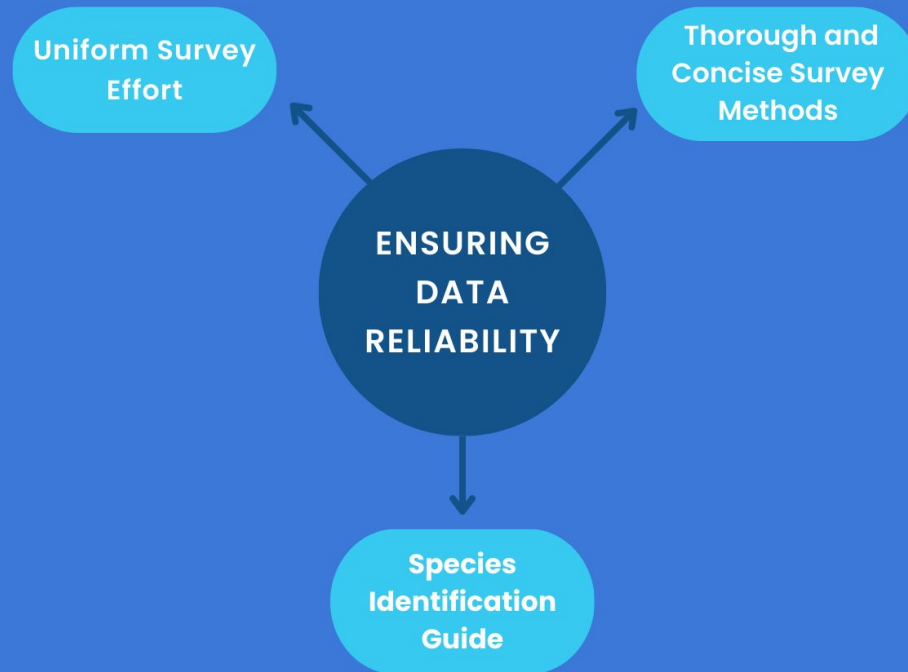 Uniform Survey
Effort
Thorough and
Concise Survey
Methods
ENSURING
DATA
RELIABILITY
Species
Identification
Guide